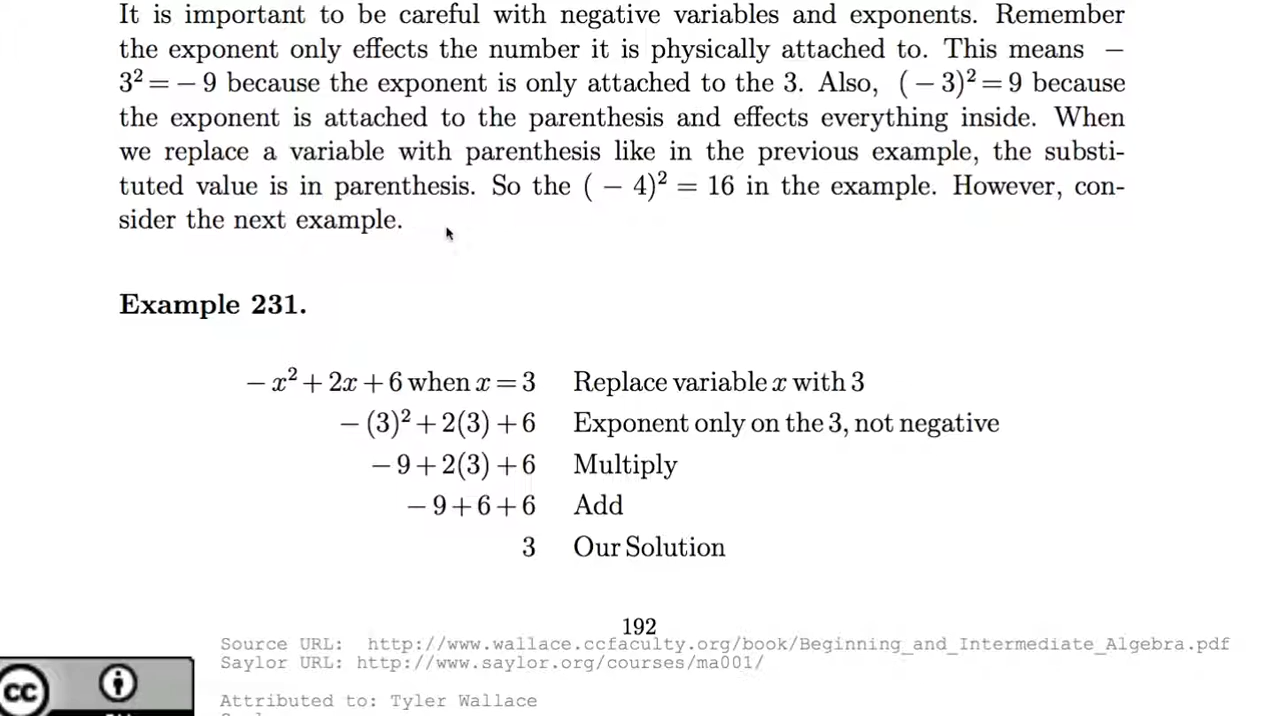 It is important to be careful with negative variables and exponents. Remember
the exponent only effects the number it is physically attached to. This means −
3² = − 9 because the exponent is only attached to the 3. Also, ( − 3)² = 9 because
the exponent is attached to the parenthesis and effects everything inside. When
we replace a variable with parenthesis like in the previous example, the substi-
tuted value is in parenthesis. So the ( − 4)² = 16 in the example. However, con-
sider the next example.
Example 231.
− x² + 2x + 6 when x = 3 Replace variable x with 3
− (3)² + 2(3) + 6 Exponent only on the 3, not negative
− 9 + 2(3) + 6 Multiply
− 9 + 6 + 6 Add
3 Our Solution
192
Source URL: http://www.wallace.ccfaculty.org/book/Beginning_and_Intermediate_Algebra.pdf
Saylor URL: http://www.saylor.org/courses/ma001/
cc
Attributed to: Tyler Wallace